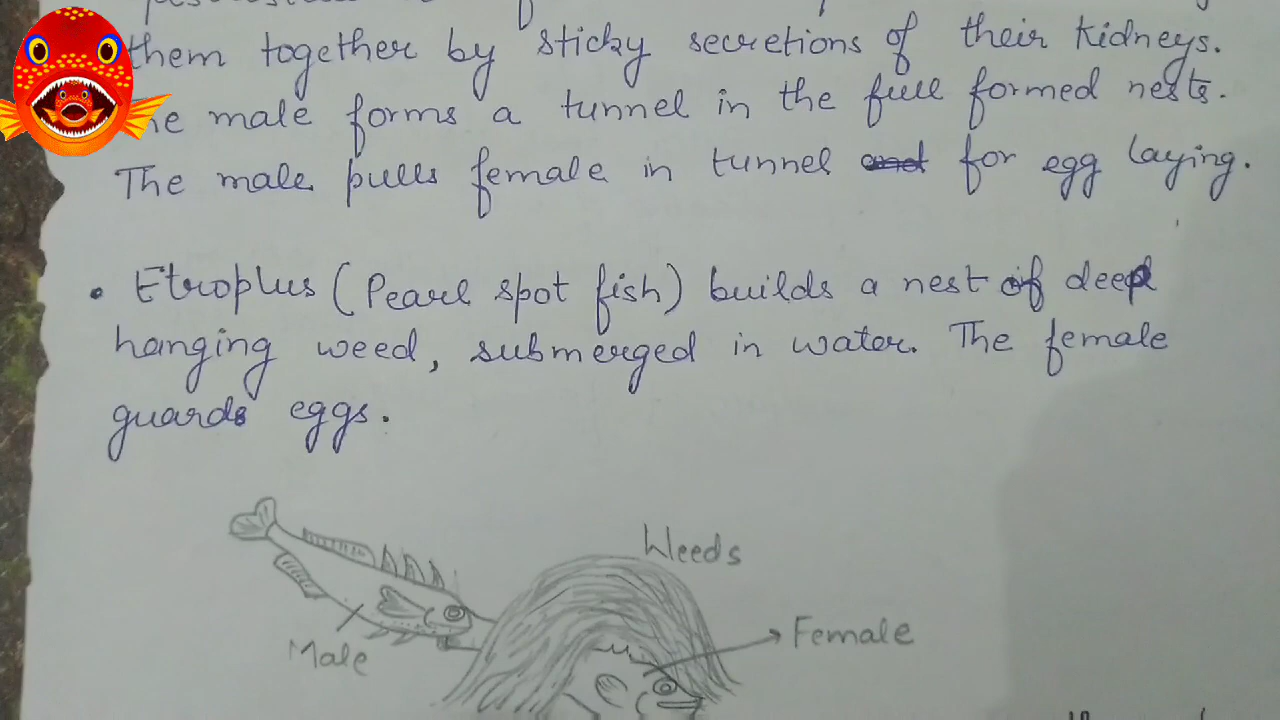 them together by sticky secretions of their kidneys.
male forms a tunnel in the full formed nests.
The male pulls female in tunnel for egg laying.
• Etroplus (Pearl spot fish) builds a nest of deep
hanging weed, submerged in water. The female
guards eggs.
Weeds
Female
Male